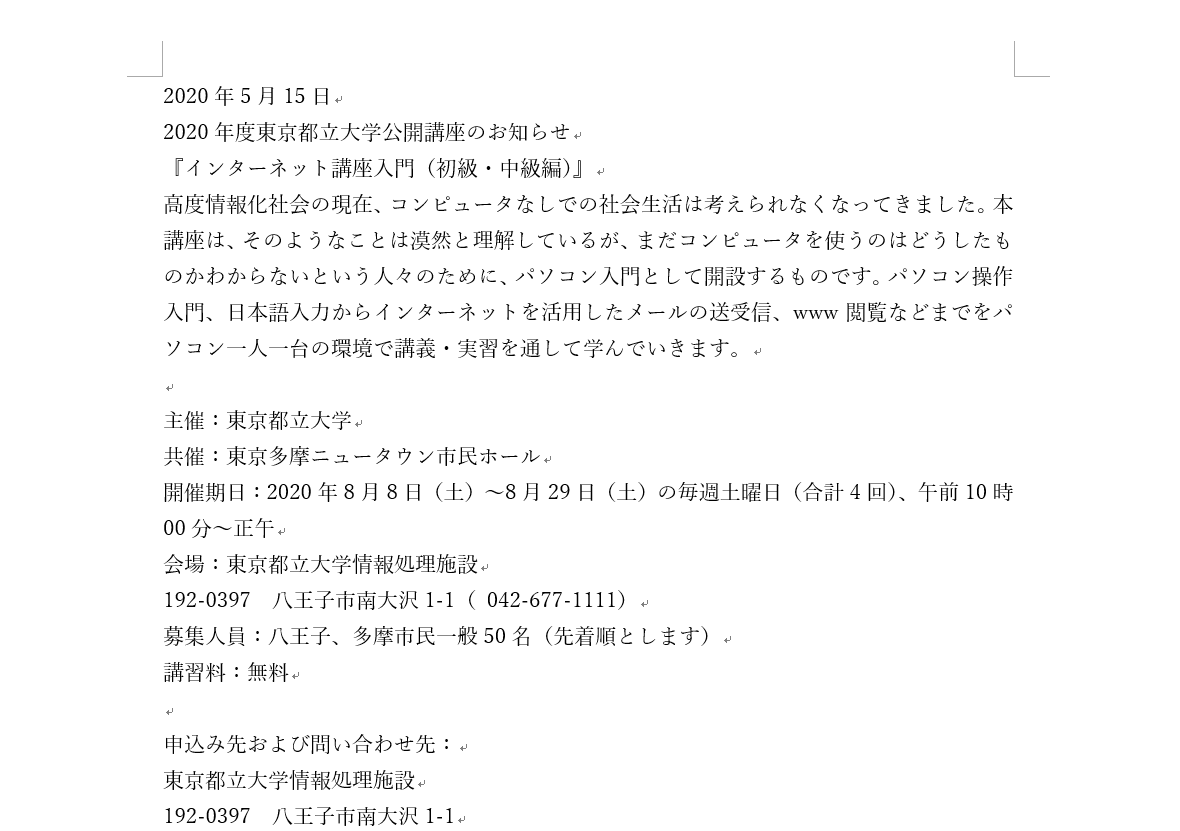 2020 年 5 月 15 日
2020 年度東京都立大学公開講座のお知らせ
『インターネット講座入門（初級・中級編)』
高度情報化社会の現在、コンピュータなしでの社会生活は考えられなくなってきました。本
講座は、そのようなことは漠然と理解しているが、まだコンピュータを使うのはどうしたも
のかわからないという人々のために、パソコン入門として開設するものです。パソコン操作
入門、日本語入力からインターネットを活用したメールの送受信、www 閲覧などまでをパ
ソコン一人一台の環境で講義・実習を通して学んでいきます。
主催：東京都立大学
共催：東京多摩ニュータウン市民ホール
開催期日：2020 年 8 月 8 日（土）～8 月 29 日（土）の毎週土曜日（合計 4 回)、午前 10 時
00 分～正午
会場：東京都立大学情報処理施設
192-0397　八王子市南大沢 1-1（ 042-677-1111）
募集人員：八王子、多摩市民一般 50 名（先着順とします）
講習料：無料
申込み先および問い合わせ先：
東京都立大学情報処理施設
192-0397　八王子市南大沢 1-1